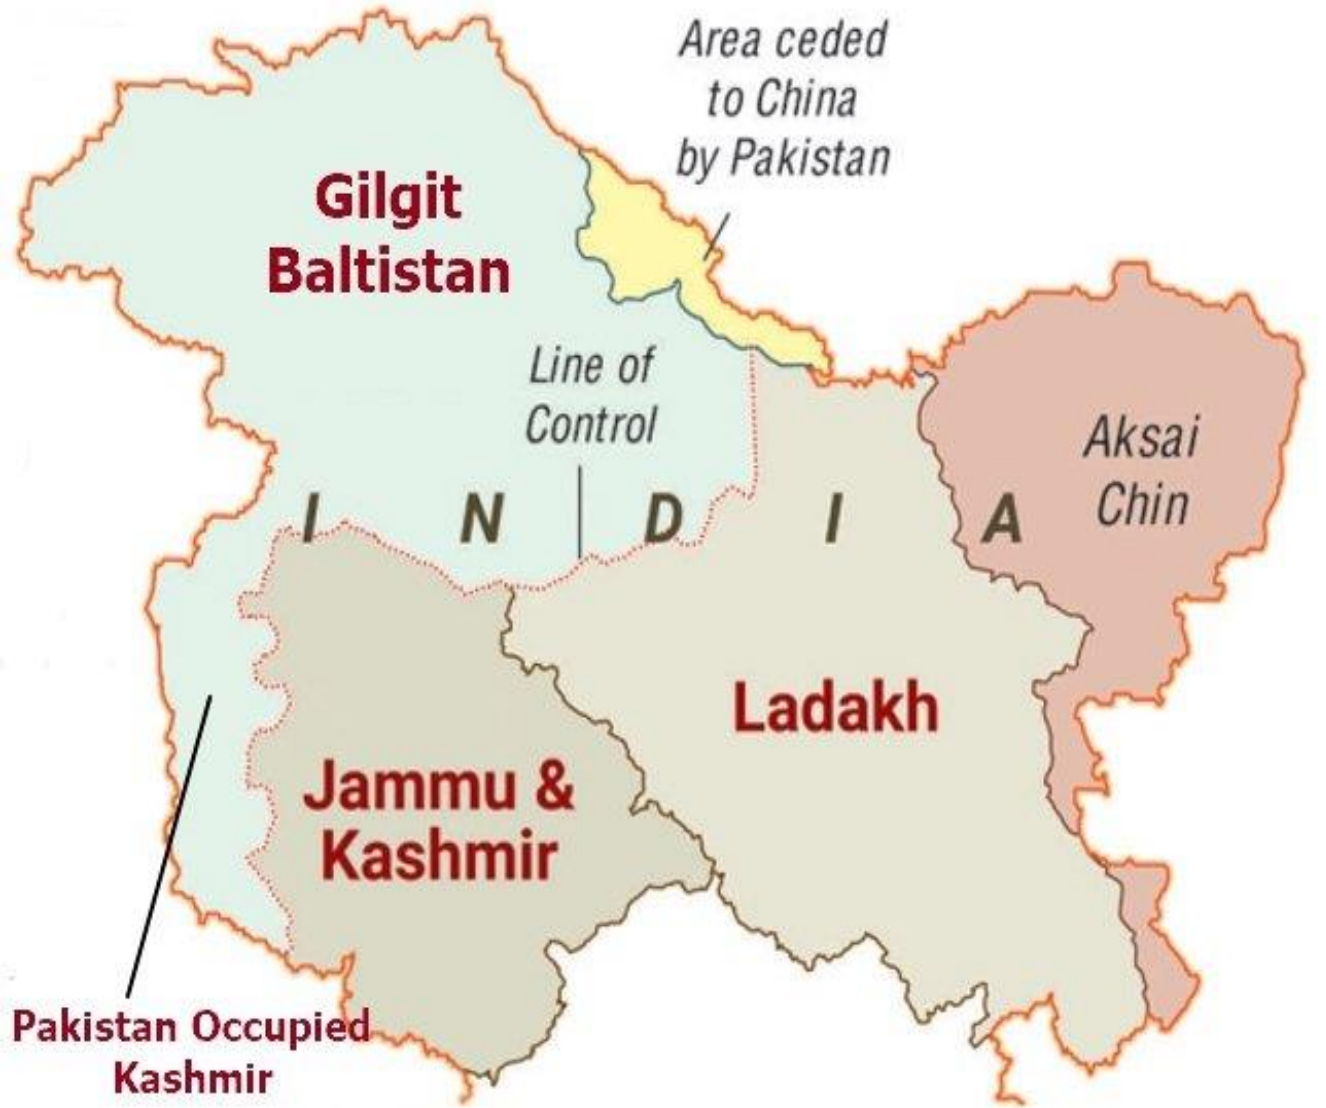 Area ceded
to China
by Pakistan
Gilgit
Baltistan
Line of
Control
Aksai
Chin
I N D I A
Ladakh
Jammu &
Kashmir
Pakistan Occupied
Kashmir